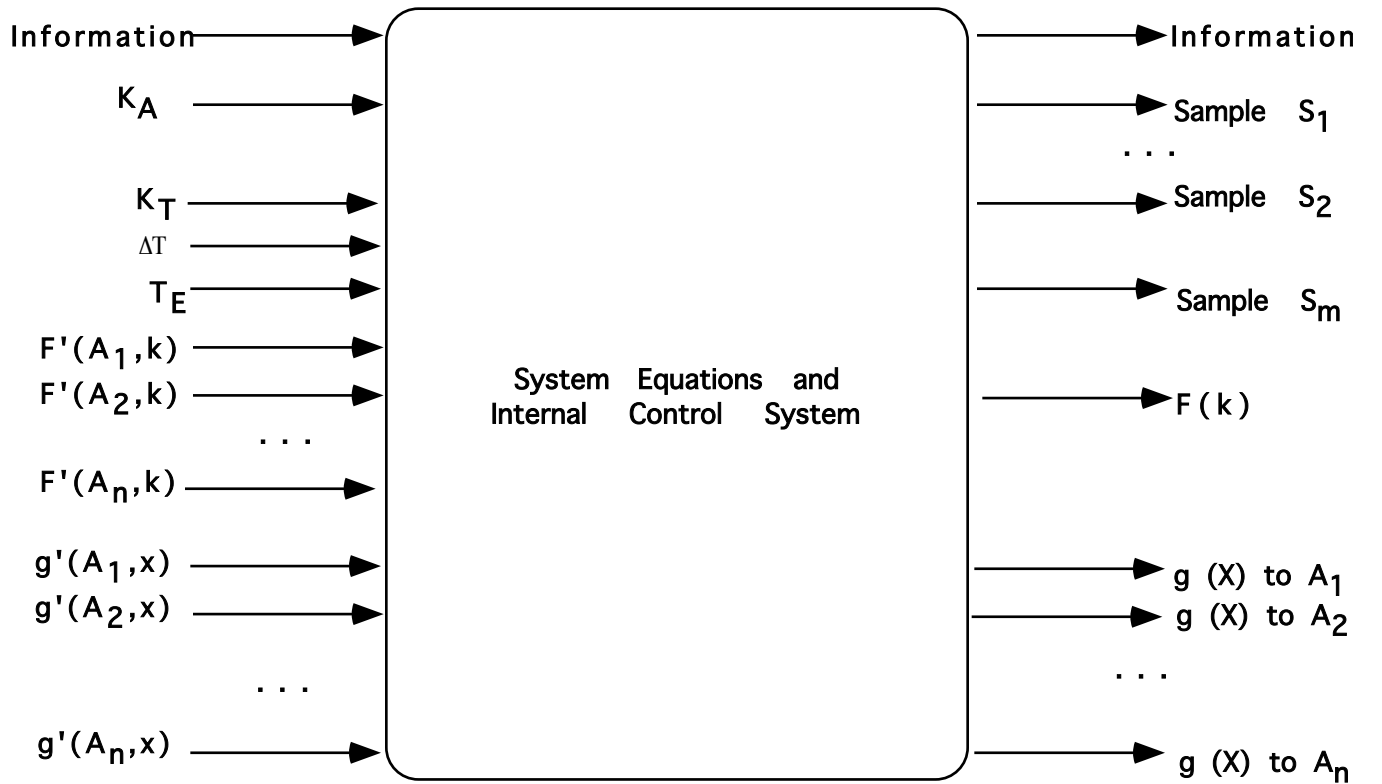 Information
K_A
K_T
ΔT
T_E
F'(A_1,k)
F'(A_2,k)
. . .
F'(A_n,k)
g'(A_1,x)
g'(A_2,x)
. . .
g'(A_n,x)
System Equations and
Internal Control System
Information
Sample S_1
. . .
Sample S_2
Sample S_m
F(k)
g (X) to A_1
g (X) to A_2
. . .
g (X) to A_n